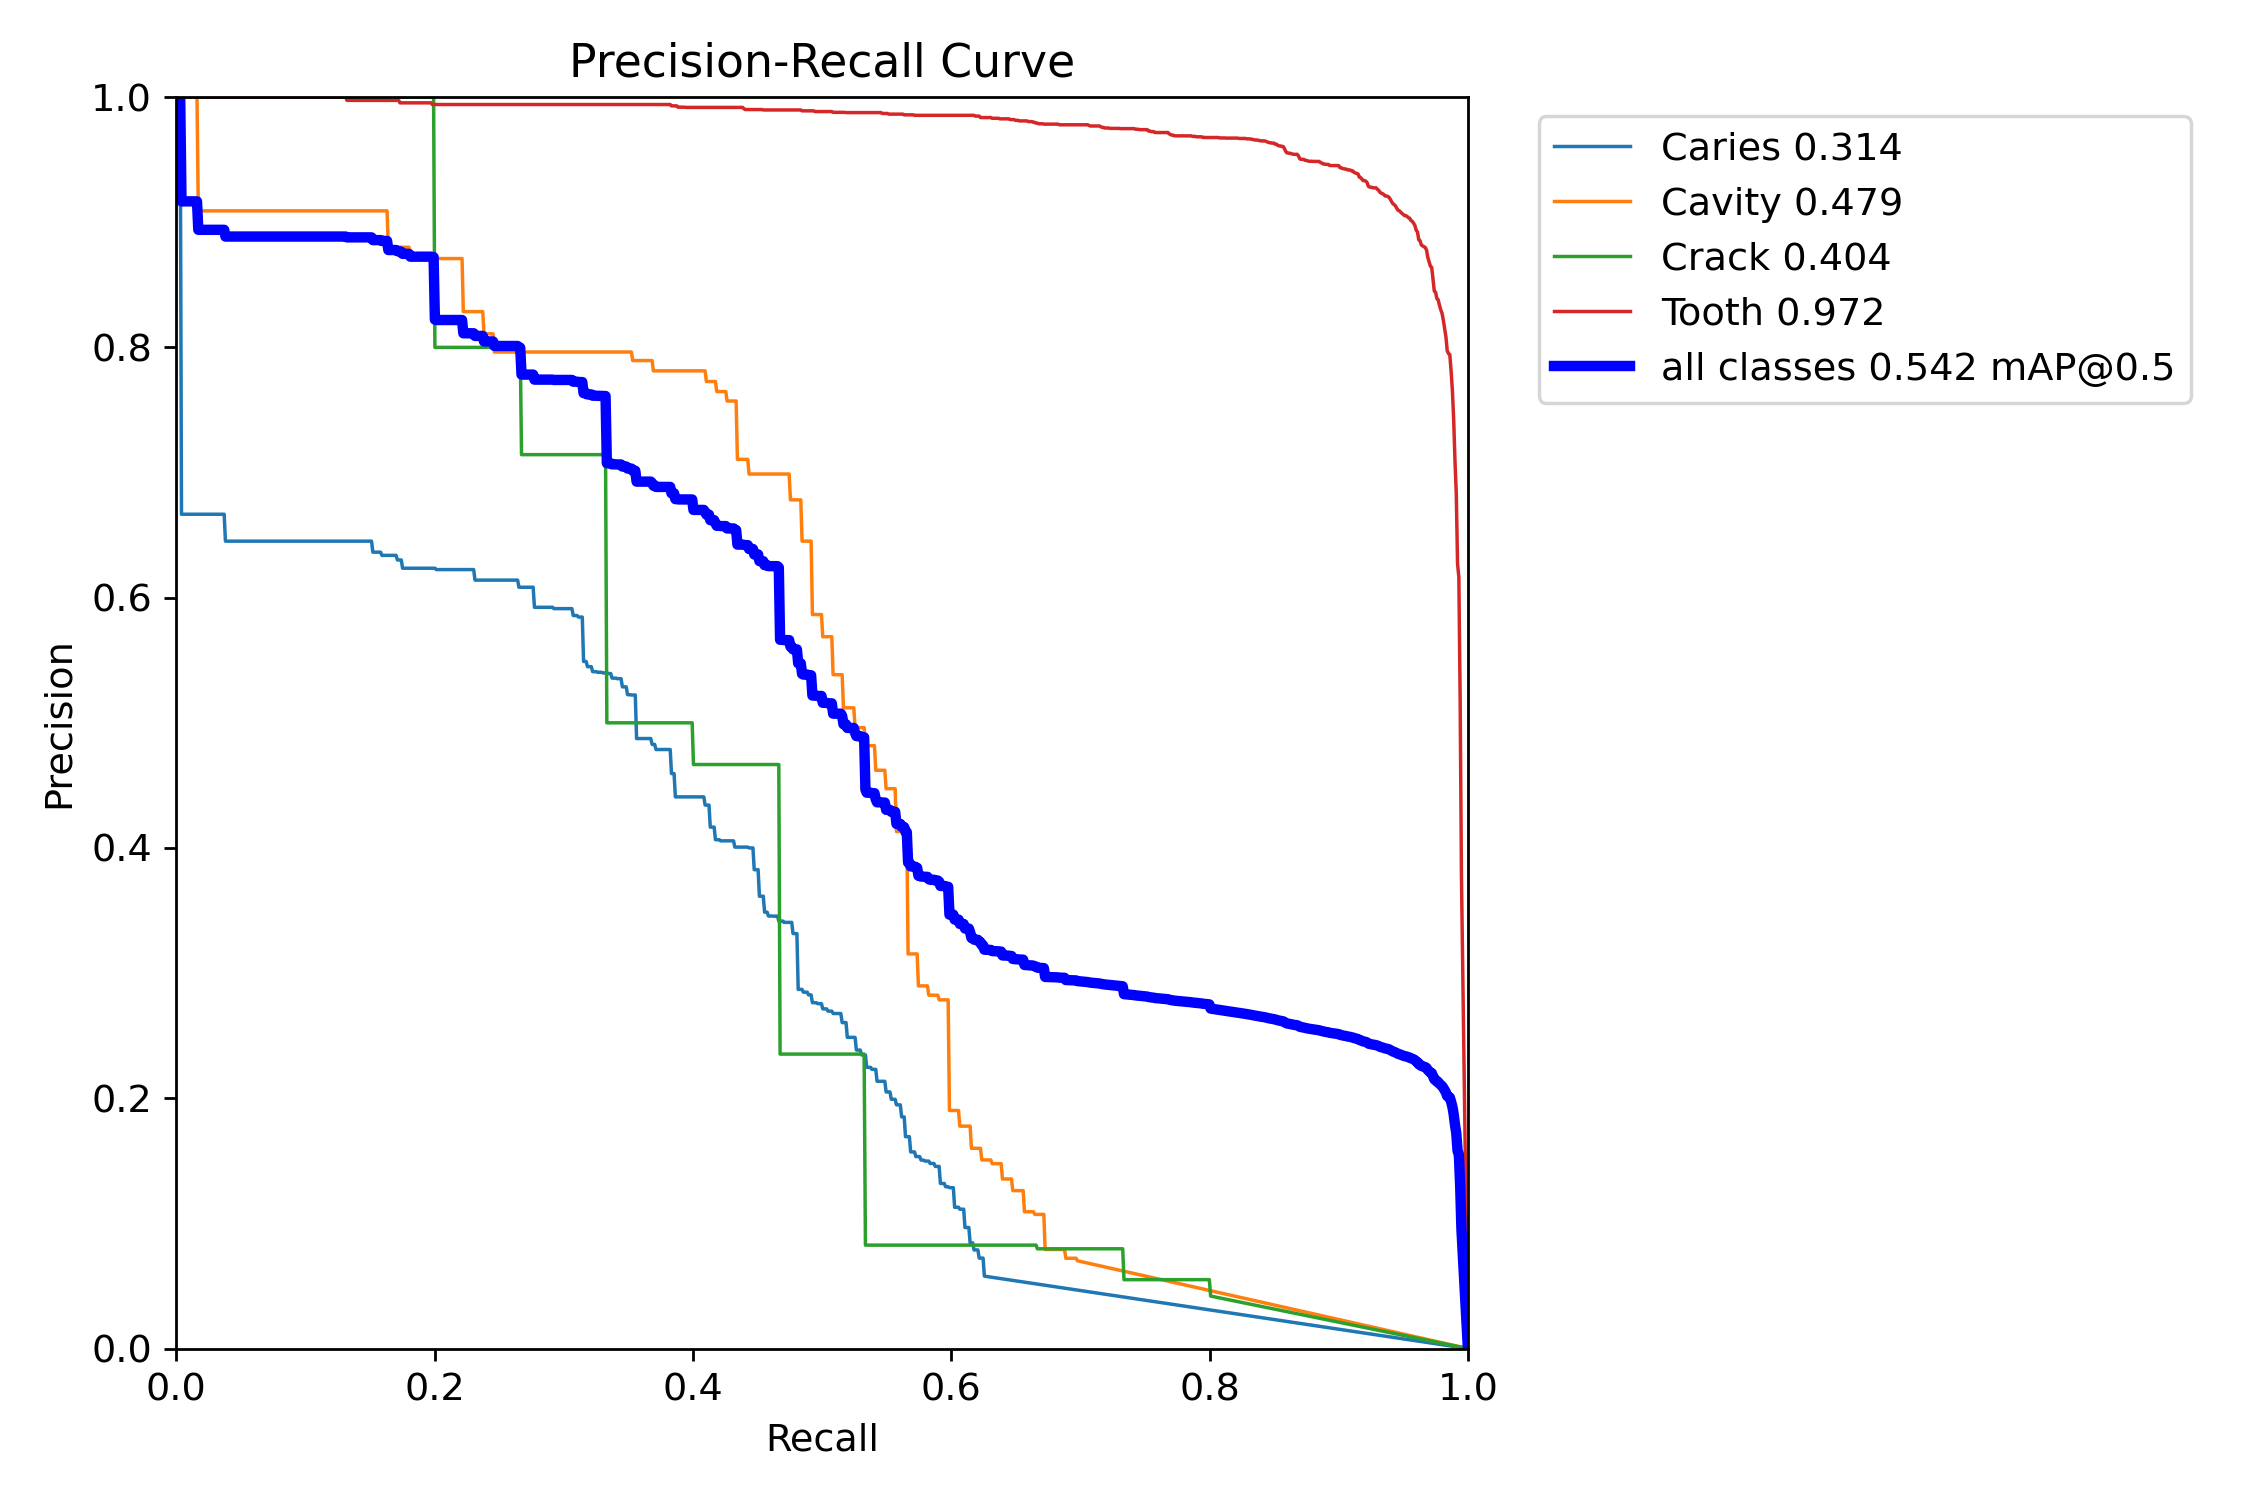 Precision-Recall Curve
1.0
0.8
0.6
0.4
0.2
0.0
Precision
0.0 0.2 0.4 0.6 0.8 1.0
Recall
Caries 0.314
Cavity 0.479
Crack 0.404
Tooth 0.972
all classes 0.542 mAP@0.5